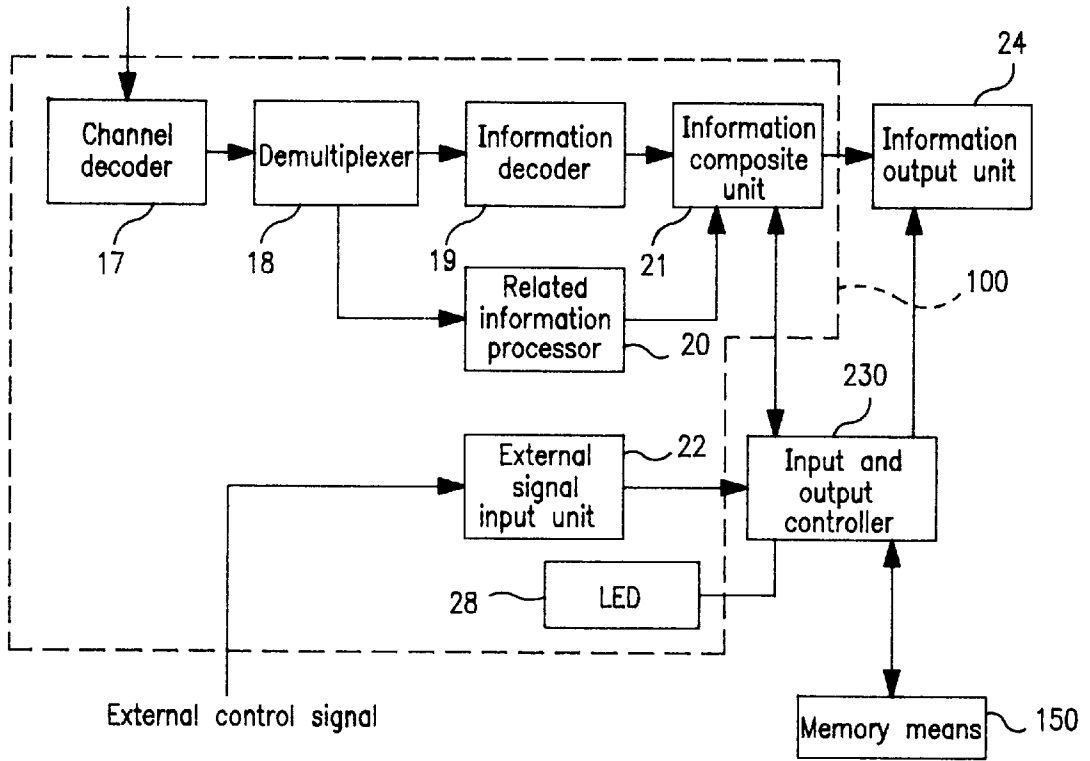 24
Channel
decoder
Demultiplexer
Information
decoder
Information
composite
unit
Information
output unit
17
18
19
21
100
Related
information
processor
20
230
22
External
signal
input unit
Input and
output
controller
28
LED
External control signal
Memory means
150